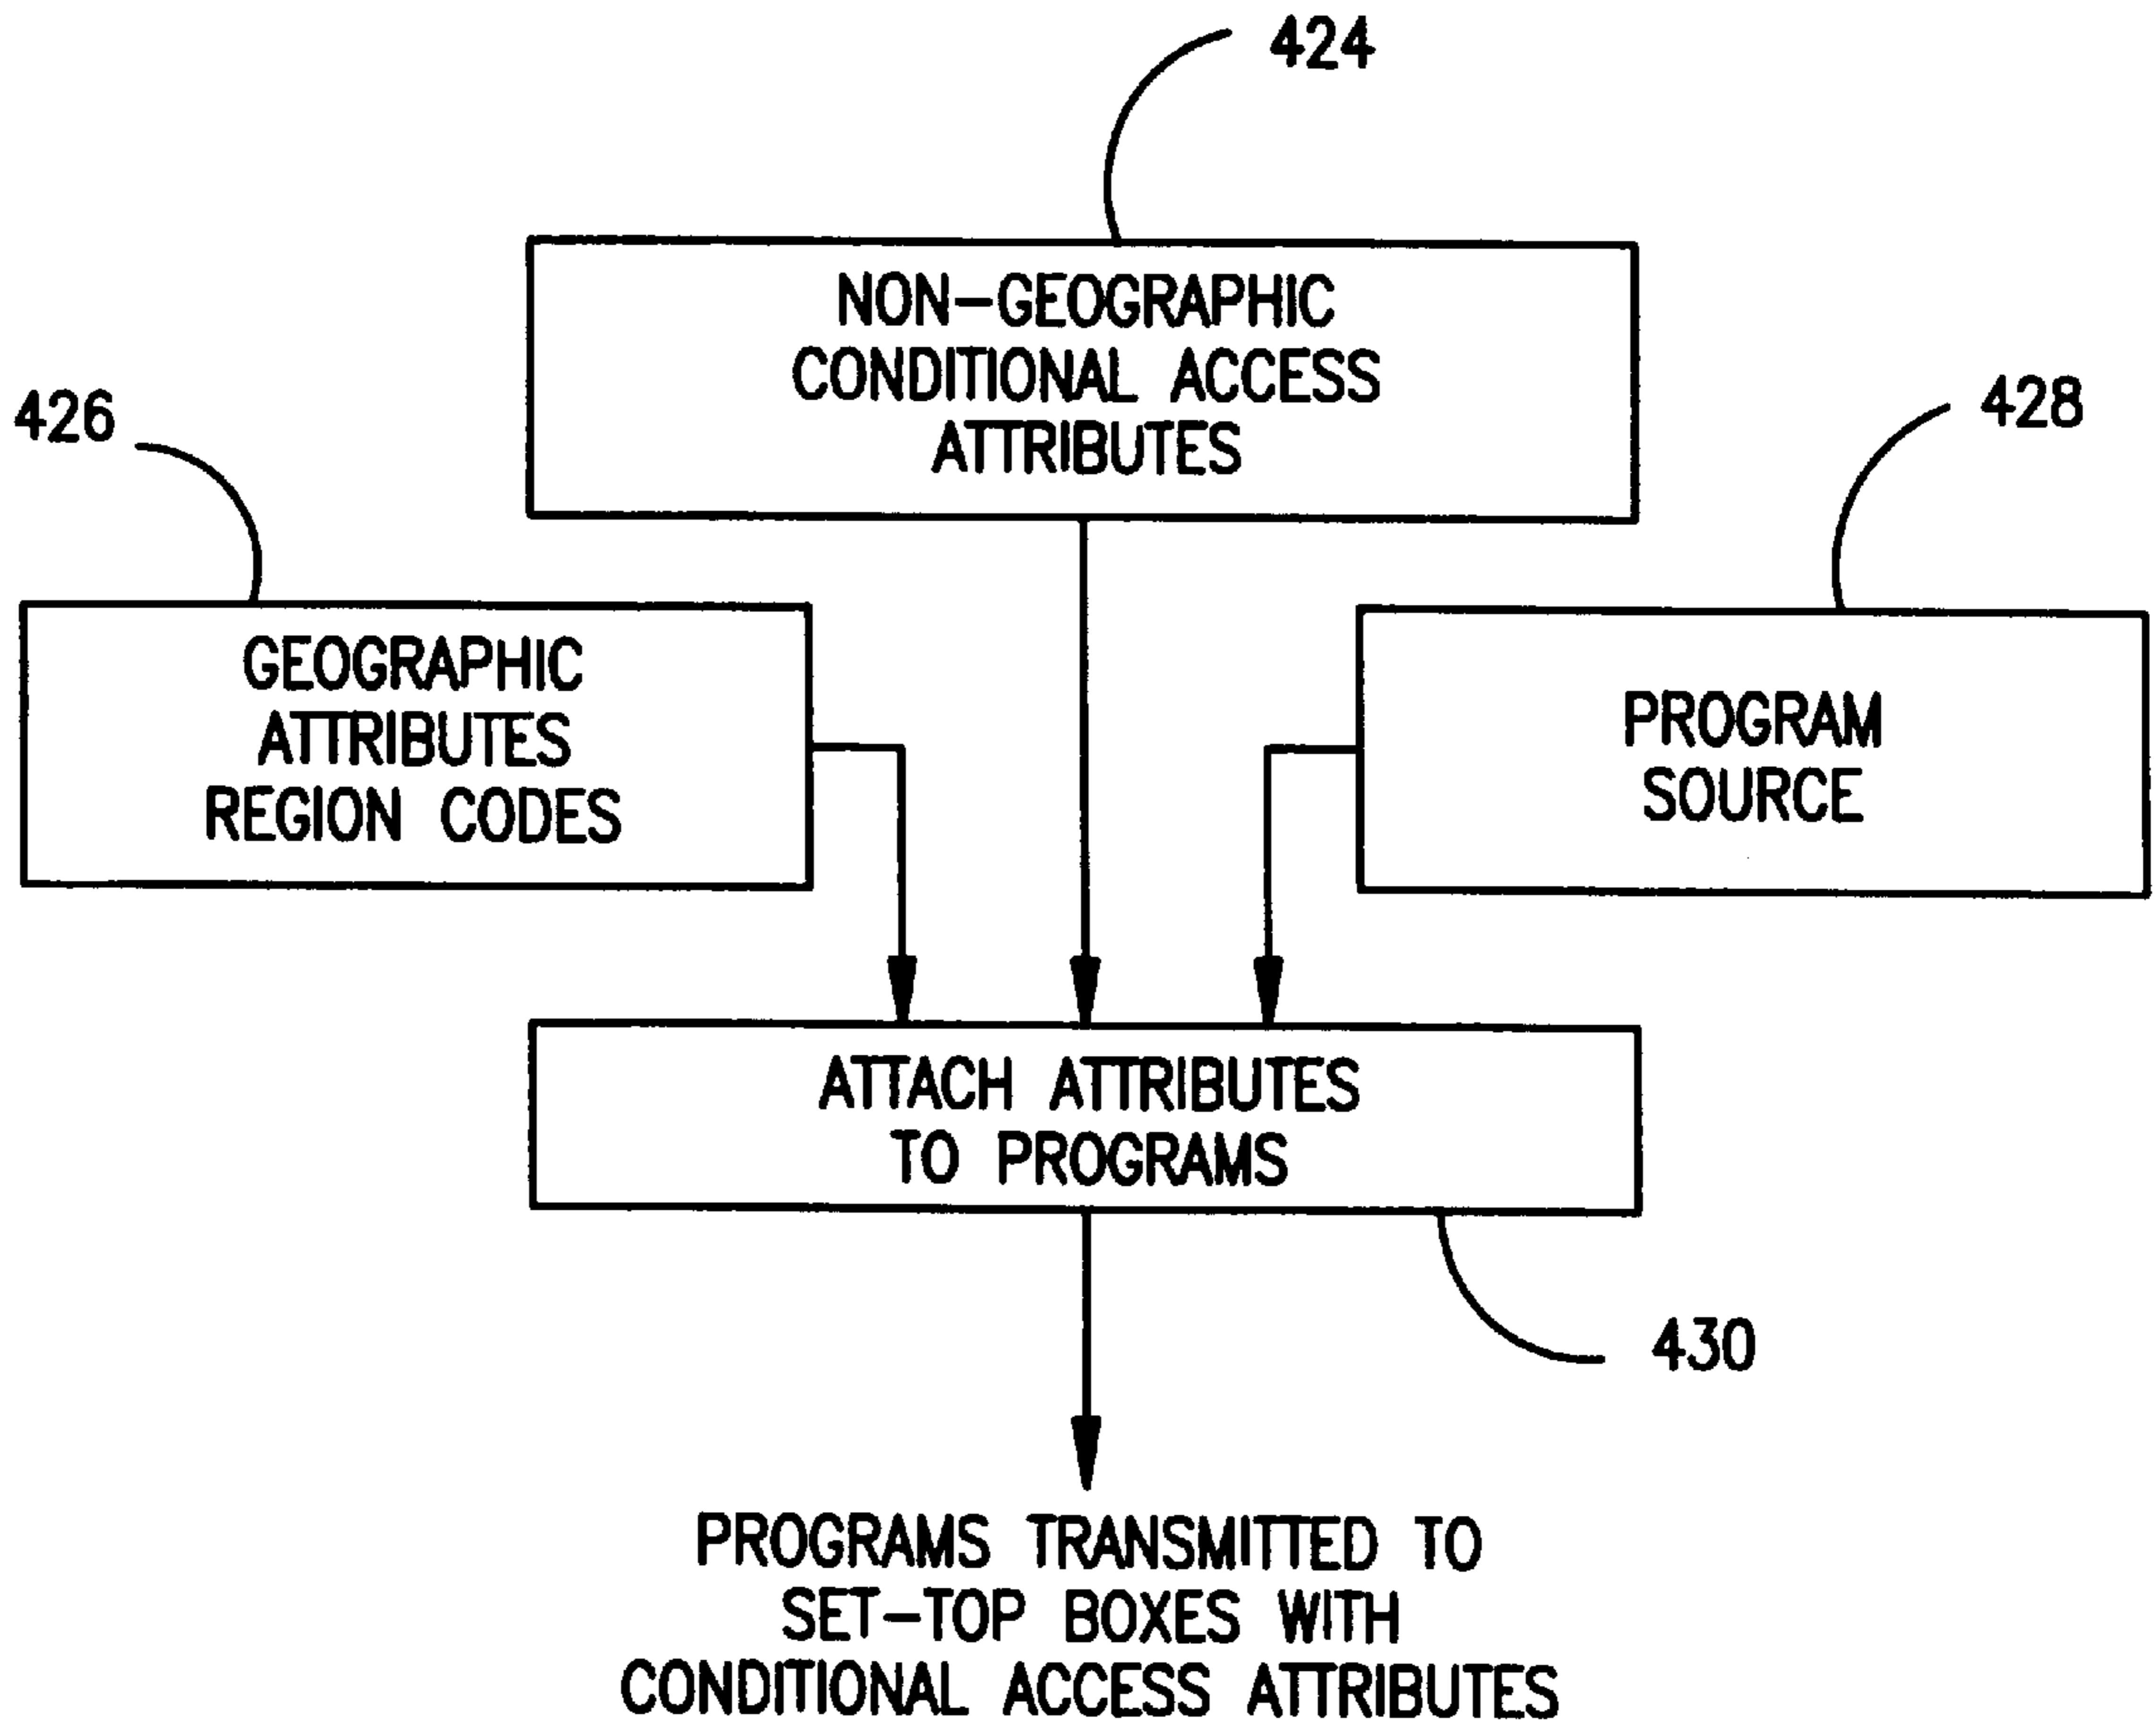 424
NON-GEOGRAPHIC
CONDITIONAL ACCESS
ATTRIBUTES
426
428
GEOGRAPHIC
ATTRIBUTES
REGION CODES
PROGRAM
SOURCE
ATTACH ATTRIBUTES
TO PROGRAMS
430
PROGRAMS TRANSMITTED TO
SET-TOP BOXES WITH
CONDITIONAL ACCESS ATTRIBUTES